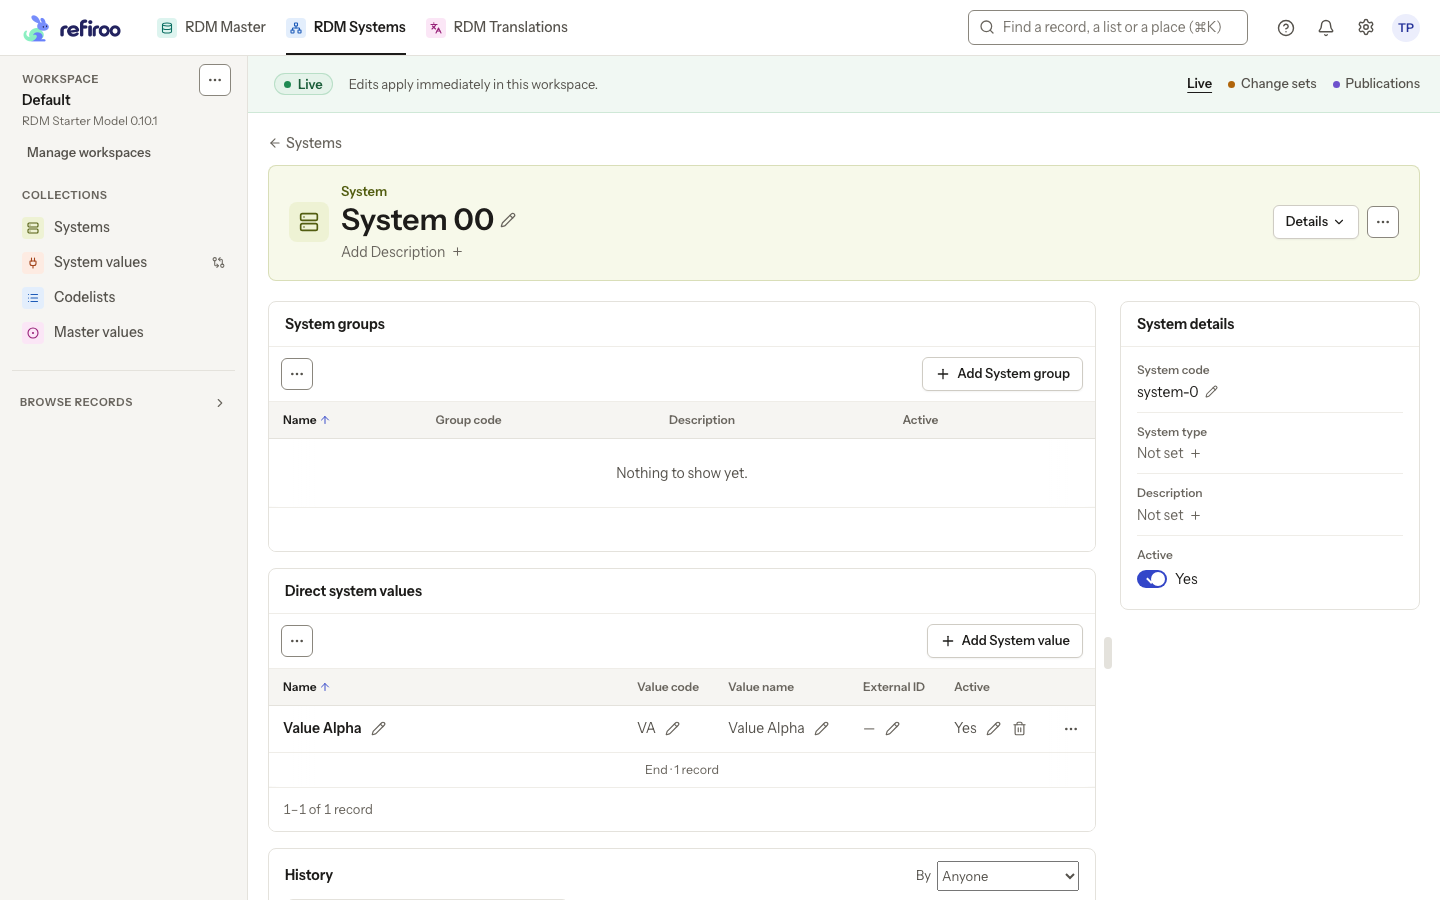 refiroo
RDM Master
RDM Systems
RDM Translations
Find a record, a list or a place (⌘K)
TP
WORKSPACE
Default
RDM Starter Model 0.10.1
Manage workspaces
COLLECTIONS
Systems
System values
Codelists
Master values
BROWSE RECORDS
Live
Edits apply immediately in this workspace.
Live
Change sets
Publications
Systems
System
System 00
Add Description
Details
System groups
Add System group
Name Group code Description Active
Nothing to show yet.
Direct system values
Add System value
Name Value code Value name External ID Active
Value Alpha VA Value Alpha — Yes
End · 1 record
1–1 of 1 record
History
By Anyone
System details
System code
system-0
System type
Not set
Description
Not set
Active
Yes